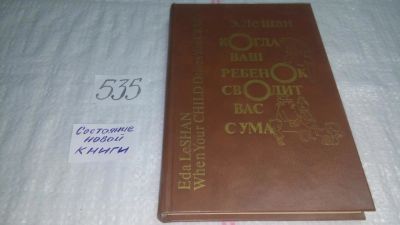 535
Состояние
новой
книги
Э.Лешан
КОГДА
ВАШ
РЕБЕНОК
СВОДИТ
ВАС
С УМА
Eda LeSHAN
When Your CHILD Drives You Crazy